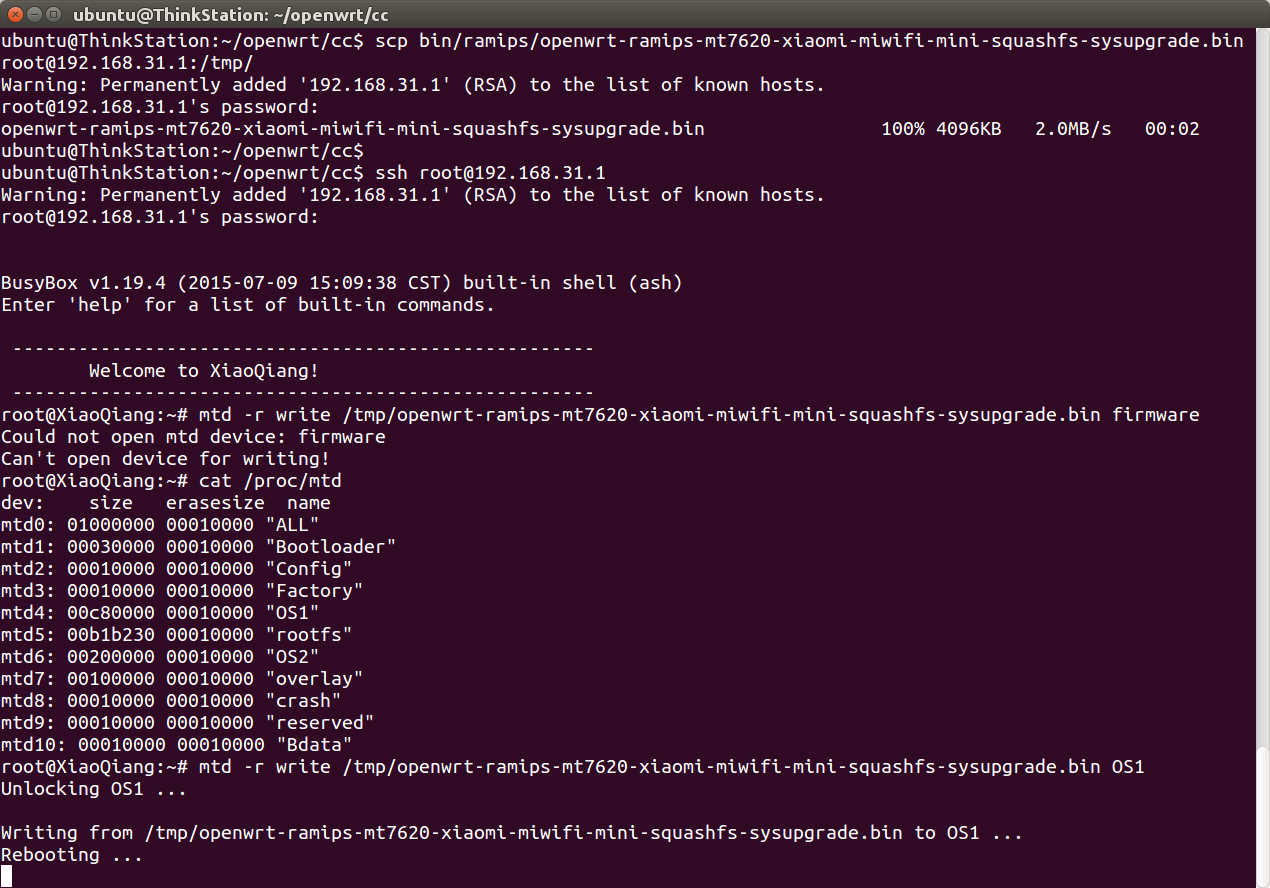 ubuntu@ThinkStation: ~/openwrt/cc
ubuntu@ThinkStation:~/openwrt/cc$ scp bin/ramips/openwrt-ramips-mt7620-xiaomi-miwifi-mini-squashfs-sysupgrade.bin
root@192.168.31.1:/tmp/
Warning: Permanently added '192.168.31.1' (RSA) to the list of known hosts.
root@192.168.31.1's password:
openwrt-ramips-mt7620-xiaomi-miwifi-mini-squashfs-sysupgrade.bin                100% 4096KB   2.0MB/s   00:02
ubuntu@ThinkStation:~/openwrt/cc$
ubuntu@ThinkStation:~/openwrt/cc$ ssh root@192.168.31.1
Warning: Permanently added '192.168.31.1' (RSA) to the list of known hosts.
root@192.168.31.1's password:
BusyBox v1.19.4 (2015-07-09 15:09:38 CST) built-in shell (ash)
Enter 'help' for a list of built-in commands.
-----------------------------------------------------
Welcome to XiaoQiang!
-----------------------------------------------------
root@XiaoQiang:~# mtd -r write /tmp/openwrt-ramips-mt7620-xiaomi-miwifi-mini-squashfs-sysupgrade.bin firmware
Could not open mtd device: firmware
Can't open device for writing!
root@XiaoQiang:~# cat /proc/mtd
dev:    size   erasesize  name
mtd0: 01000000 00010000 "ALL"
mtd1: 00030000 00010000 "Bootloader"
mtd2: 00010000 00010000 "Config"
mtd3: 00010000 00010000 "Factory"
mtd4: 00c80000 00010000 "OS1"
mtd5: 00b1b230 00010000 "rootfs"
mtd6: 00200000 00010000 "OS2"
mtd7: 00100000 00010000 "overlay"
mtd8: 00010000 00010000 "crash"
mtd9: 00010000 00010000 "reserved"
mtd10: 00010000 00010000 "Bdata"
root@XiaoQiang:~# mtd -r write /tmp/openwrt-ramips-mt7620-xiaomi-miwifi-mini-squashfs-sysupgrade.bin OS1
Unlocking OS1 ...
Writing from /tmp/openwrt-ramips-mt7620-xiaomi-miwifi-mini-squashfs-sysupgrade.bin to OS1 ...
Rebooting ...